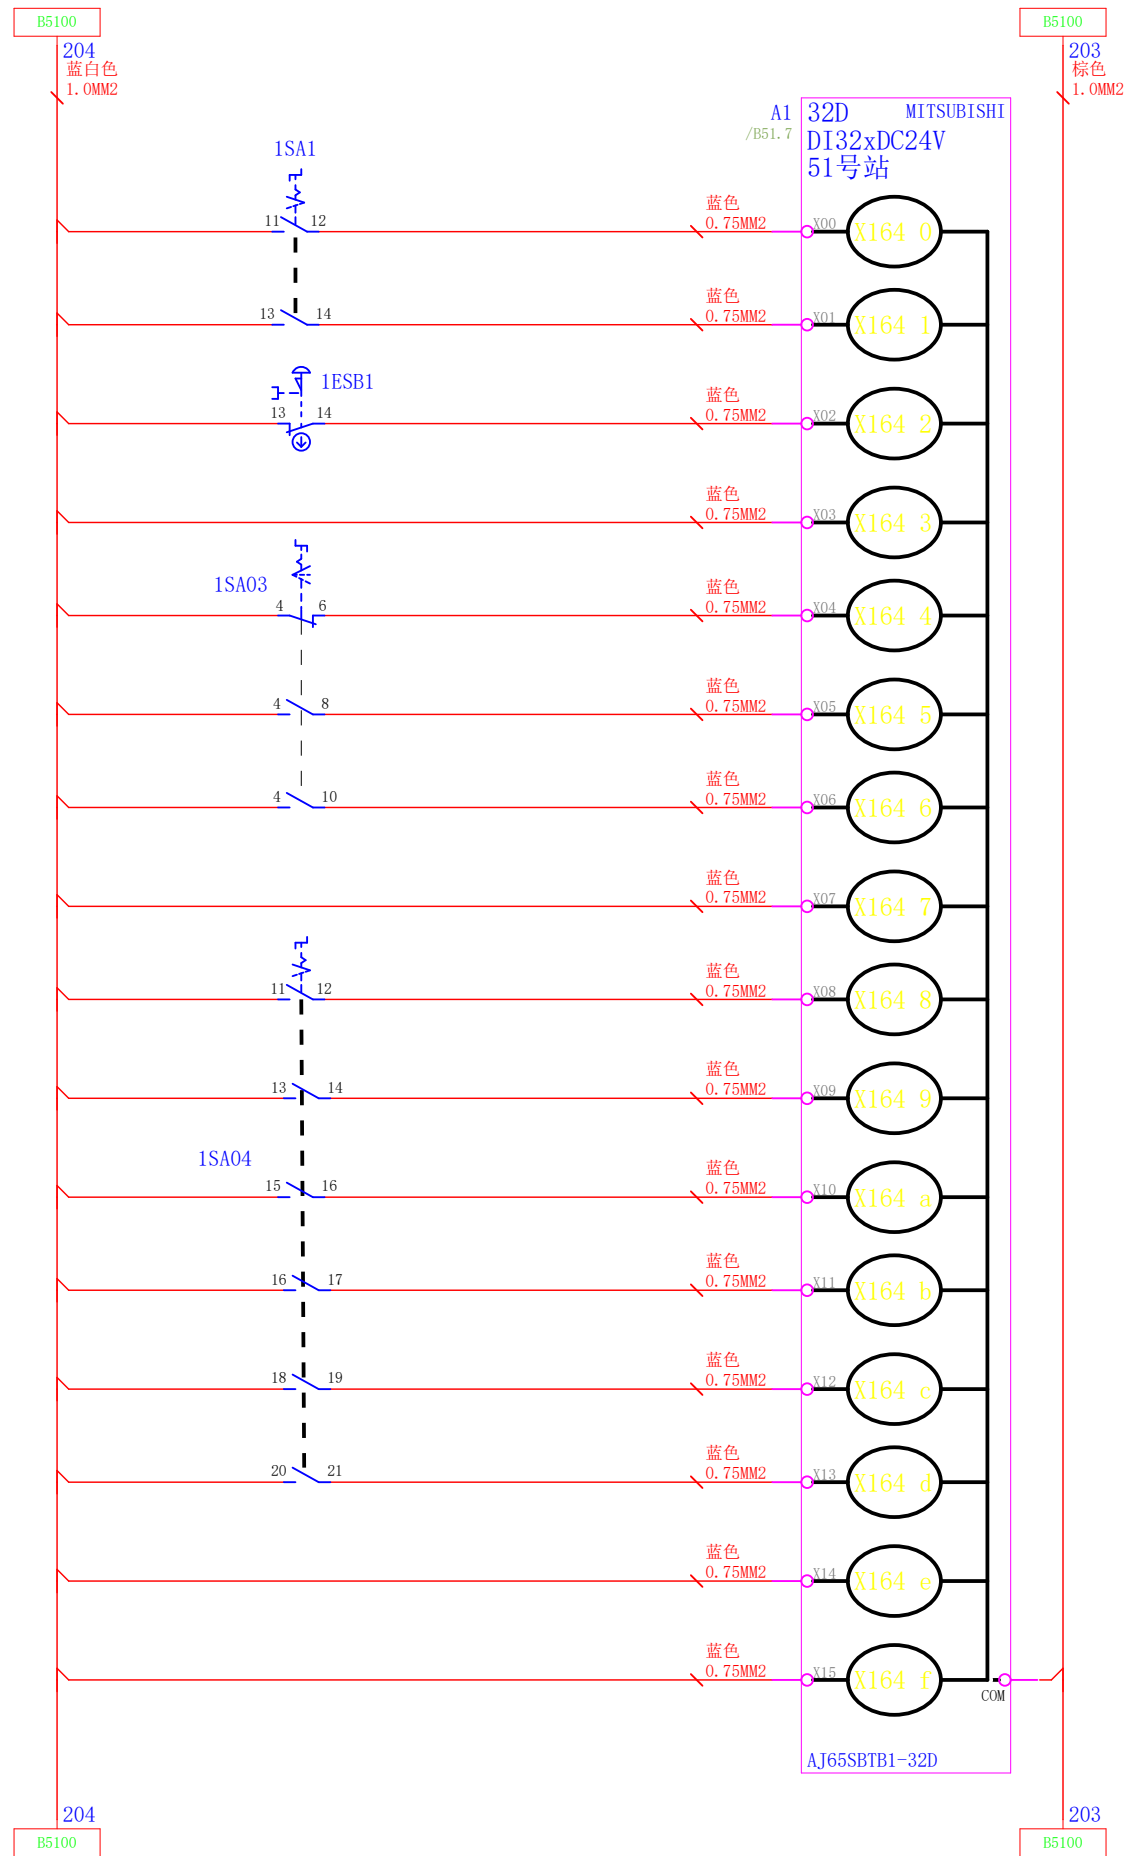 B5100
B5100
204
203
蓝白色
棕色
1.0MM2
1.0MM2
A1
32D
MITSUBISHI
/B51.7
DI32xDC24V
51号站
1SA1
蓝色
11
12
0.75MM2
X00
X164 0
蓝色
13
14
0.75MM2
X01
X164 1
1ESB1
蓝色
13
14
0.75MM2
X02
X164 2
蓝色
0.75MM2
X03
X164 3
1SA03
蓝色
4
6
0.75MM2
X04
X164 4
蓝色
4
8
0.75MM2
X05
X164 5
蓝色
4
10
0.75MM2
X06
X164 6
蓝色
0.75MM2
X07
X164 7
蓝色
11
12
0.75MM2
X08
X164 8
蓝色
13
14
0.75MM2
X09
X164 9
1SA04
蓝色
15
16
0.75MM2
X10
X164 a
蓝色
16
17
0.75MM2
X11
X164 b
蓝色
18
19
0.75MM2
X12
X164 c
蓝色
20
21
0.75MM2
X13
X164 d
蓝色
0.75MM2
X14
X164 e
蓝色
0.75MM2
X15
X164 f
COM
AJ65SBTB1-32D
204
203
B5100
B5100